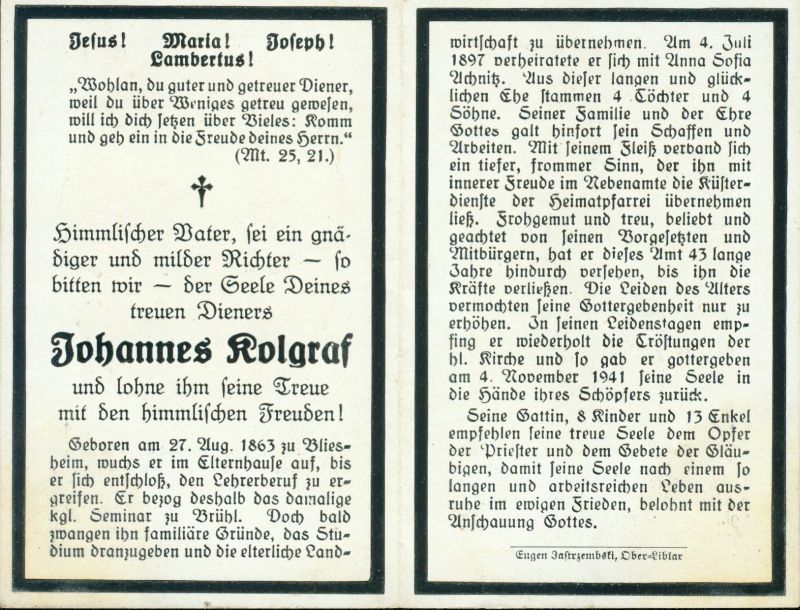 Jesus! Maria! Joseph!
Lambertus!
„Wohlan, du guter und getreuer Diener,
weil du über Weniges getreu gewesen,
will ich dich setzen über Vieles: Komm
und geh ein in die Freude deines Herrn.“
(Mt. 25, 21.)
Himmlischer Vater, sei ein gnä-
diger und milder Richter — so
bitten wir — der Seele Deines
treuen Dieners
Johannes Kolgraf
und lohne ihm seine Treue
mit den himmlischen Freuden!
Geboren am 27. Aug. 1863 zu Blies-
heim, wuchs er im Elternhause auf, bis
er sich entschloß, den Lehrerberuf zu er-
greifen. Er bezog deshalb das damalige
kgl. Seminar zu Brühl. Doch bald
zwangen ihn familiäre Gründe, das Stu-
dium dranzugeben und die elterliche Land-
wirtschaft zu übernehmen. Am 4. Juli
1897 verheiratete er sich mit Anna Sofia
Achnitz. Aus dieser langen und glück-
lichen Ehe stammen 4 Töchter und 4
Söhne. Seiner Familie und der Ehre
Gottes galt hinfort sein Schaffen und
Arbeiten. Mit seinem Fleiß verband sich
ein tiefer, frommer Sinn, der ihn mit
innerer Freude im Nebenamte die Küster-
dienste der Heimatpfarrei übernehmen
ließ. Frohgemut und treu, beliebt und
geachtet von seinen Vorgesetzten und
Mitbürgern, hat er dieses Amt 43 lange
Jahre hindurch versehen, bis ihn die
Kräfte verließen. Die Leiden des Alters
vermochten seine Gottergebenheit nur zu
erhöhen. In seinen Leidenstagen emp-
fing er wiederholt die Tröstungen der
hl. Kirche und so gab er gottergeben
am 4. November 1941 seine Seele in
die Hände ihres Schöpfers zurück.
Seine Gattin, 8 Kinder und 13 Enkel
empfehlen seine treue Seele dem Opfer
der Priester und dem Gebete der Gläu-
bigen, damit seine Seele nach einem so
langen und arbeitsreichen Leben aus-
ruhe im ewigen Frieden, belohnt mit der
Anschauung Gottes.
Eugen Jastrzembski, Ober-Liblar